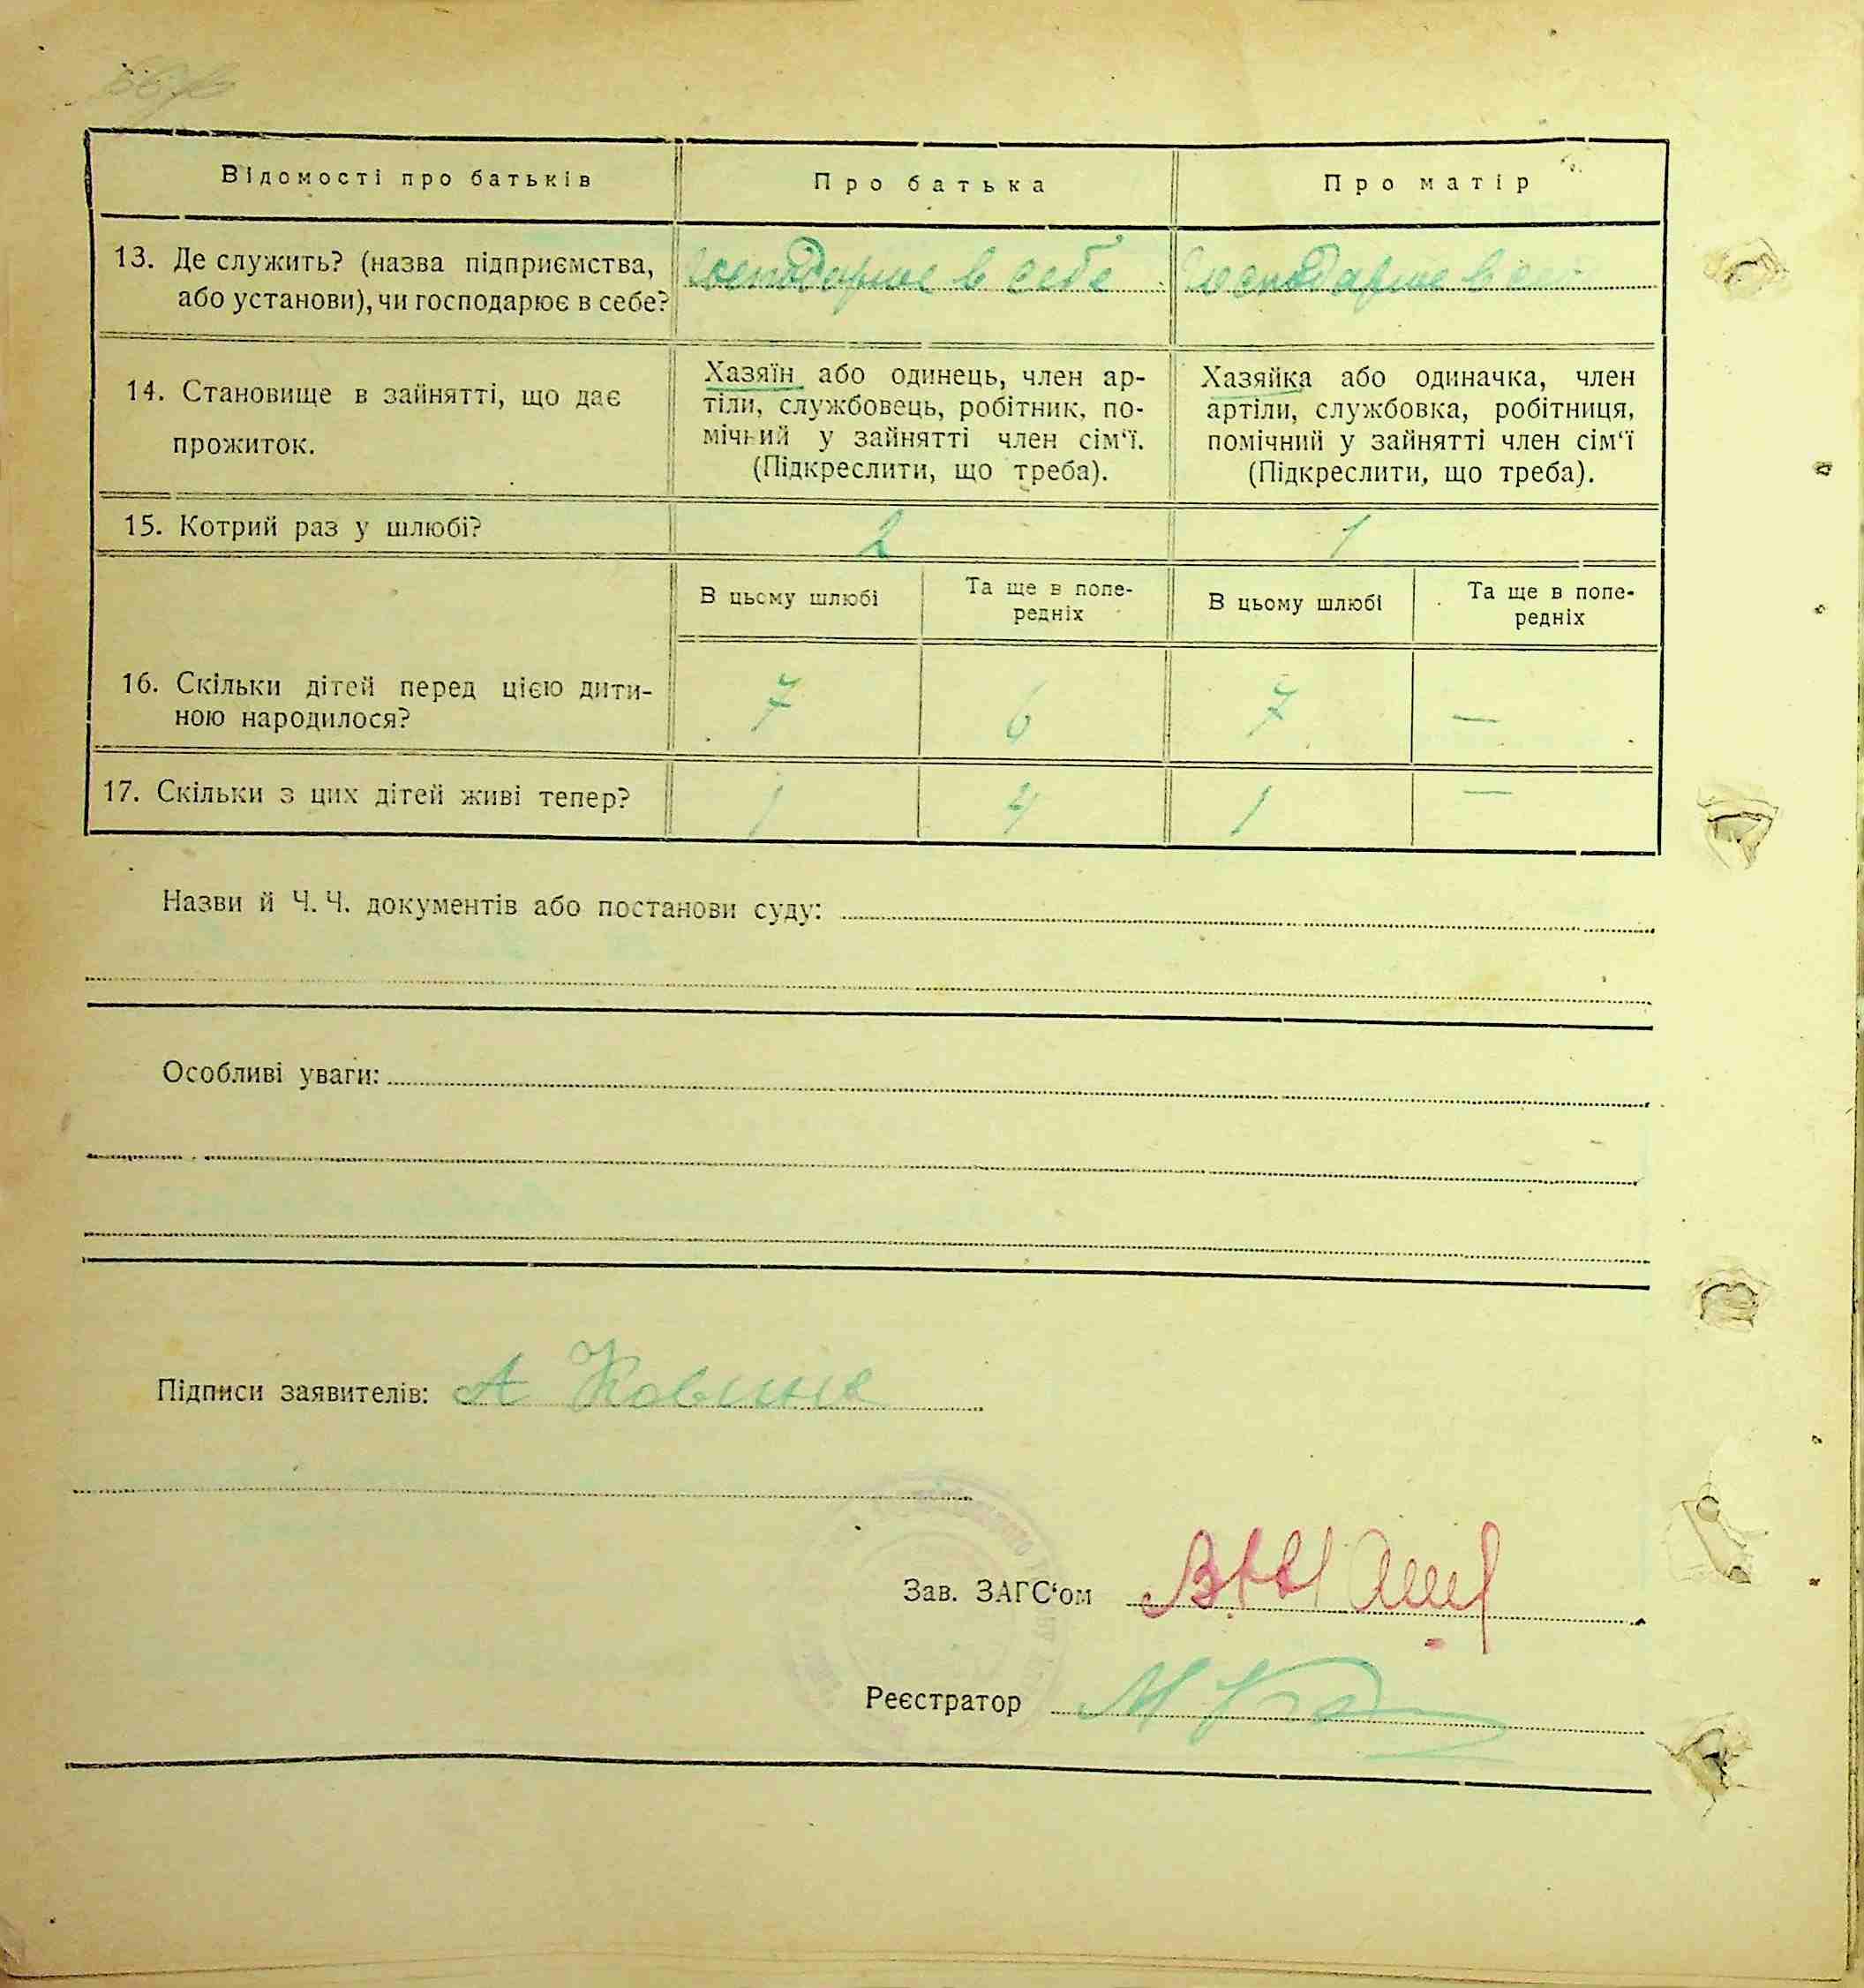 Відомості про батьків
Про батька
Про матір
13. Де служить? (назва підприємства,
або установи), чи господарює в себе?
господарює в себе
господарює в себе
14. Становище в зайнятті, що дає
прожиток.
Хазяїн або одинець, член ар-
тіли, службовець, робітник, по-
мічний у зайнятті член сім‘ї.
(Підкреслити, що треба).
Хазяйка або одиначка, член
артіли, службовка, робітниця,
помічний у зайнятті член сім‘ї
(Підкреслити, що треба).
15. Котрий раз у шлюбі?
2
1
В цьому шлюбі
Та ще в попе-
редніх
В цьому шлюбі
Та ще в попе-
редніх
16. Скільки дітей перед цією дити-
ною народилося?
7
6
7
—
17. Скільки з цих дітей живі тепер?
1
4
1
—
Назви й Ч. Ч. документів або постанови суду:
Особливі уваги:
Підписи заявителів: А
Зав. ЗАГС‘ом
Реєстратор